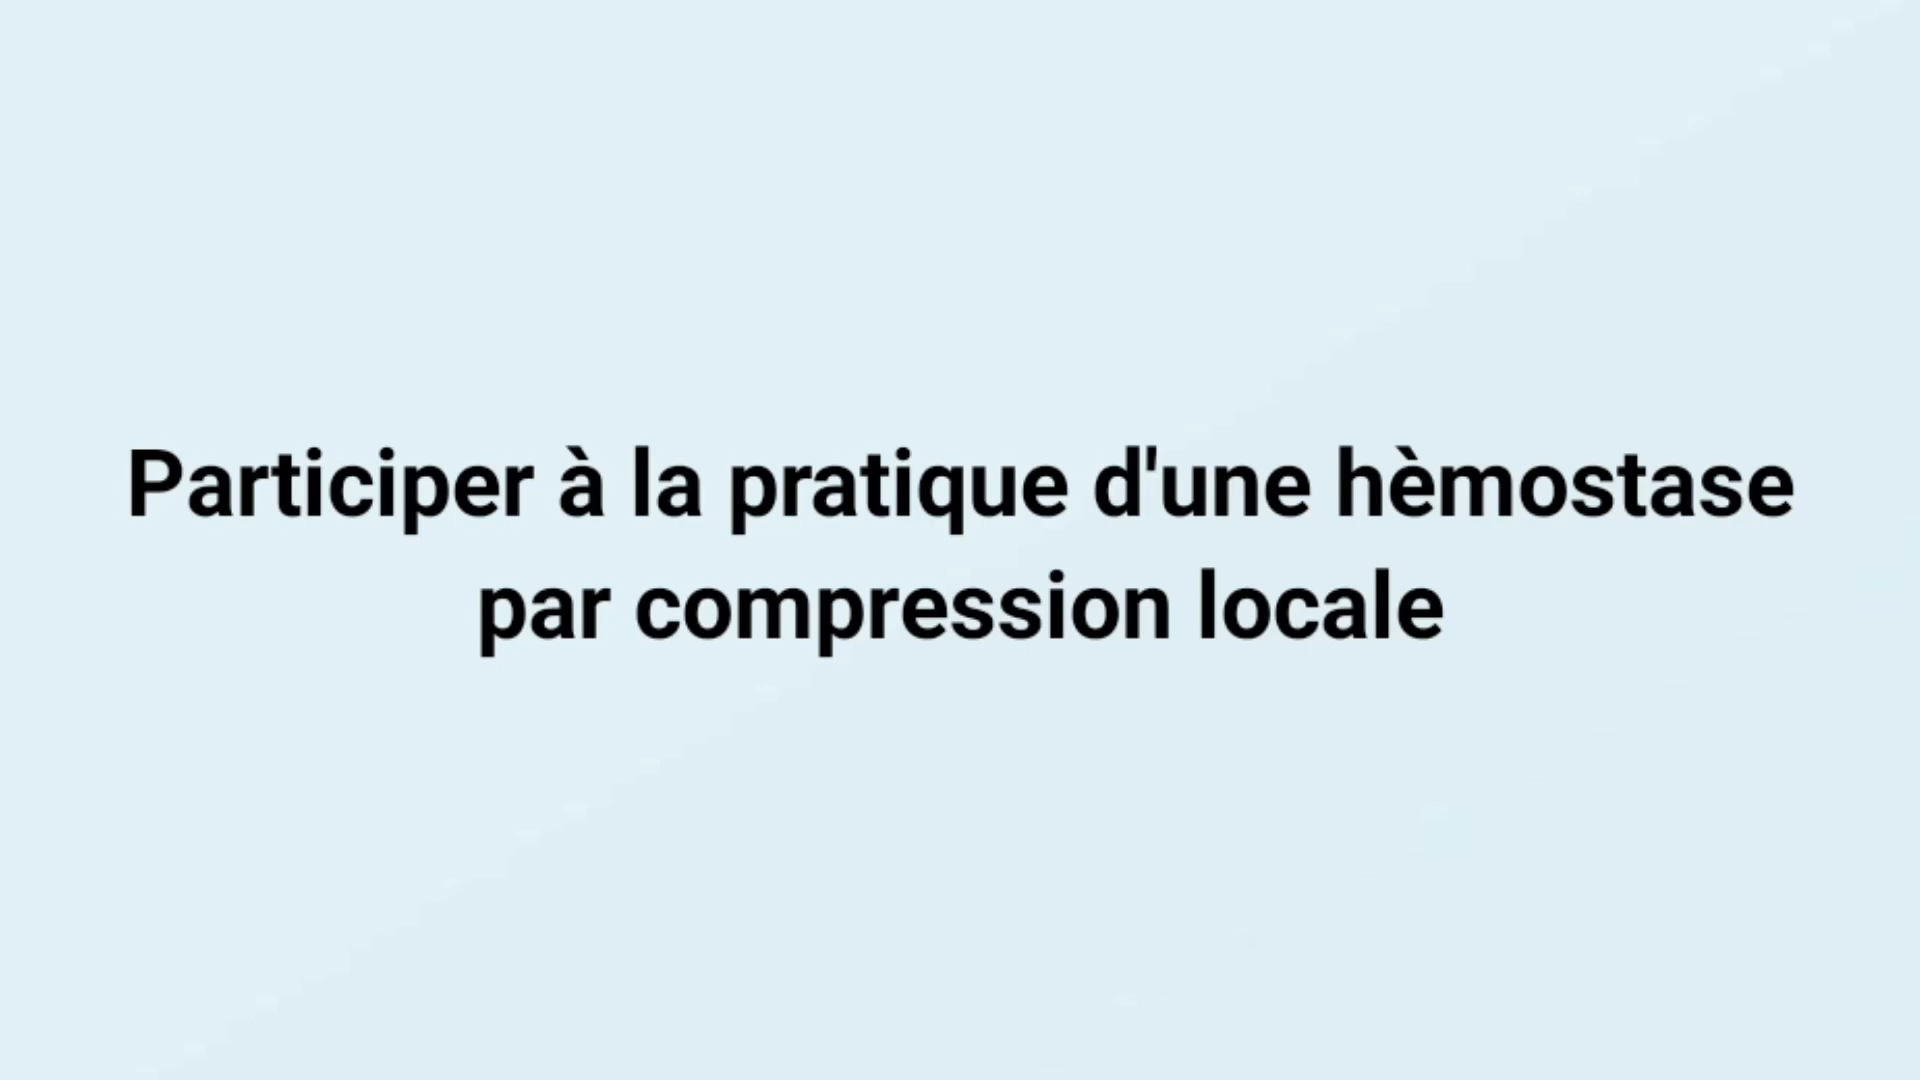 Participer à la pratique d'une hèmostase
par compression locale